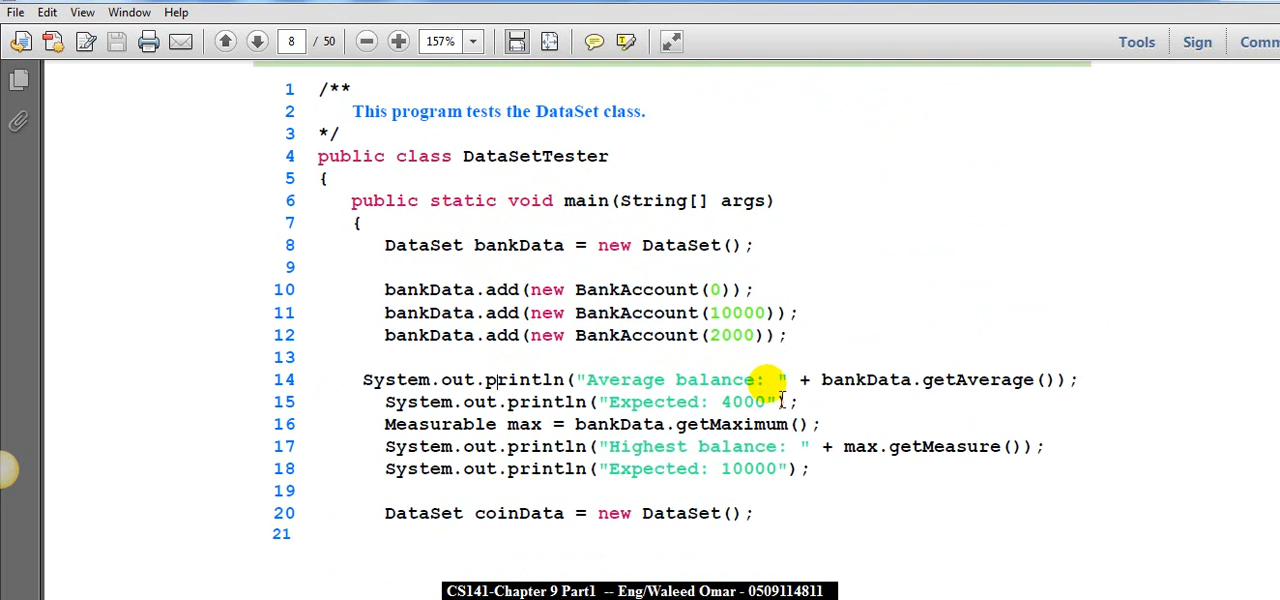 File Edit View Window Help
8 / 50 157% Tools Sign Comm
1 /**
2 This program tests the DataSet class.
3 */
4 public class DataSetTester
5 {
6 public static void main(String[] args)
7 {
8 DataSet bankData = new DataSet();
9
10 bankData.add(new BankAccount(0));
11 bankData.add(new BankAccount(10000));
12 bankData.add(new BankAccount(2000));
13
14 System.out.println("Average balance: " + bankData.getAverage());
15 System.out.println("Expected: 4000");
16 Measurable max = bankData.getMaximum();
17 System.out.println("Highest balance: " + max.getMeasure());
18 System.out.println("Expected: 10000");
19
20 DataSet coinData = new DataSet();
21
CS141-Chapter 9 Part1 -- Eng/Waleed Omar - 0509114811